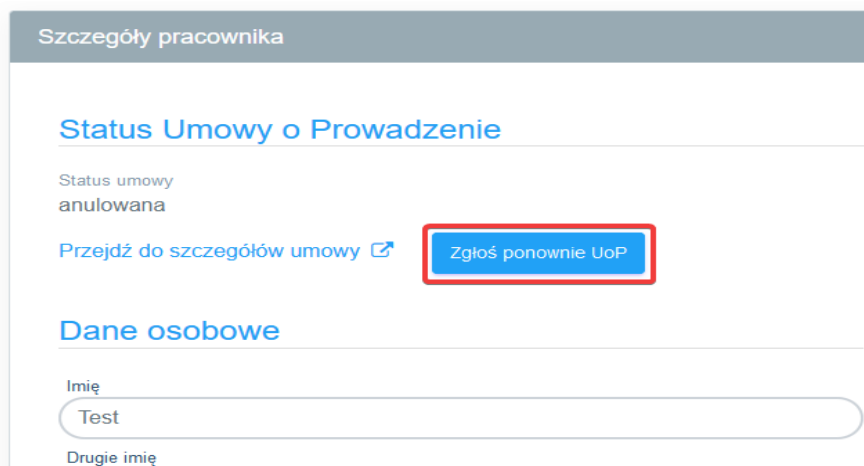 Szczegóły pracownika
Status Umowy o Prowadzenie
Status umowy
anulowana
Przejdź do szczegółów umowy
Zgłoś ponownie UoP
Dane osobowe
Imię
Test
Drugie imię